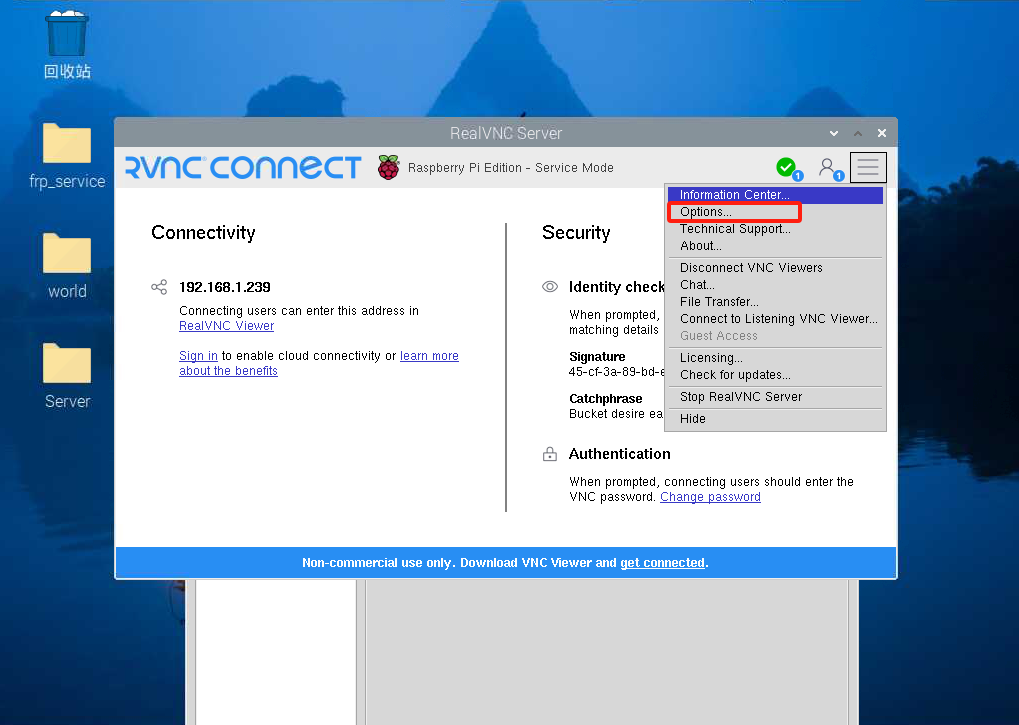 回收站
frp_service
world
Server
RealVNC Server
RVNC CONNECT
Raspberry Pi Edition - Service Mode
1
1
Information Center...
Options...
Technical Support...
About...
Disconnect VNC Viewers
Chat...
File Transfer...
Connect to Listening VNC Viewer...
Guest Access
Licensing...
Check for updates...
Stop RealVNC Server
Hide
Connectivity
192.168.1.239
Connecting users can enter this address in
RealVNC Viewer
Sign in to enable cloud connectivity or learn more
about the benefits
Security
Identity check
When prompted,
matching details
Signature
45-cf-3a-89-bd-e
Catchphrase
Bucket desire ea
Authentication
When prompted, connecting users should enter the
VNC password. Change password
Non-commercial use only. Download VNC Viewer and get connected.